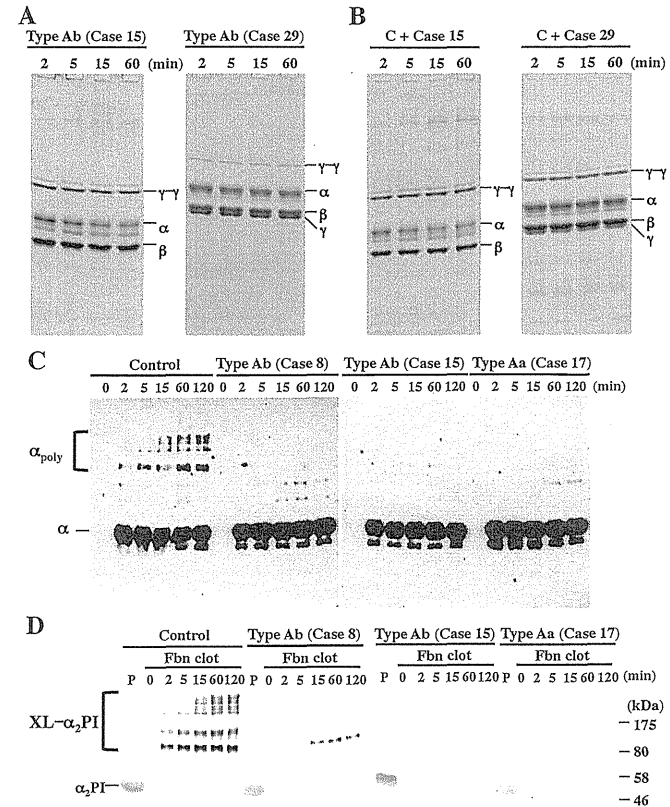 A
B
Type Ab (Case 15) Type Ab (Case 29) C + Case 15 C + Case 29
2 5 15 60 (min) 2 5 15 60 (min) 2 5 15 60 (min) 2 5 15 60 (min)
γ-γ
α
β
γ-γ
α
β
γ
γ-γ
α
β
γ-γ
α
β
γ
C
Control Type Ab (Case 8) Type Ab (Case 15) Type Aa (Case 17)
0 2 5 15 60 120 0 2 5 15 60 120 0 2 5 15 60 120 0 2 5 15 60 120 (min)
αpoly
α
D
Control Type Ab (Case 8) Type Ab (Case 15) Type Aa (Case 17)
Fbn clot Fbn clot Fbn clot Fbn clot
P 0 2 5 15 60 120 P 0 2 5 15 60 120 P 0 2 5 15 60 120 P 0 2 5 15 60 120 (min)
(kDa)
XL-α₂PI
175
80
α₂PI
58
46